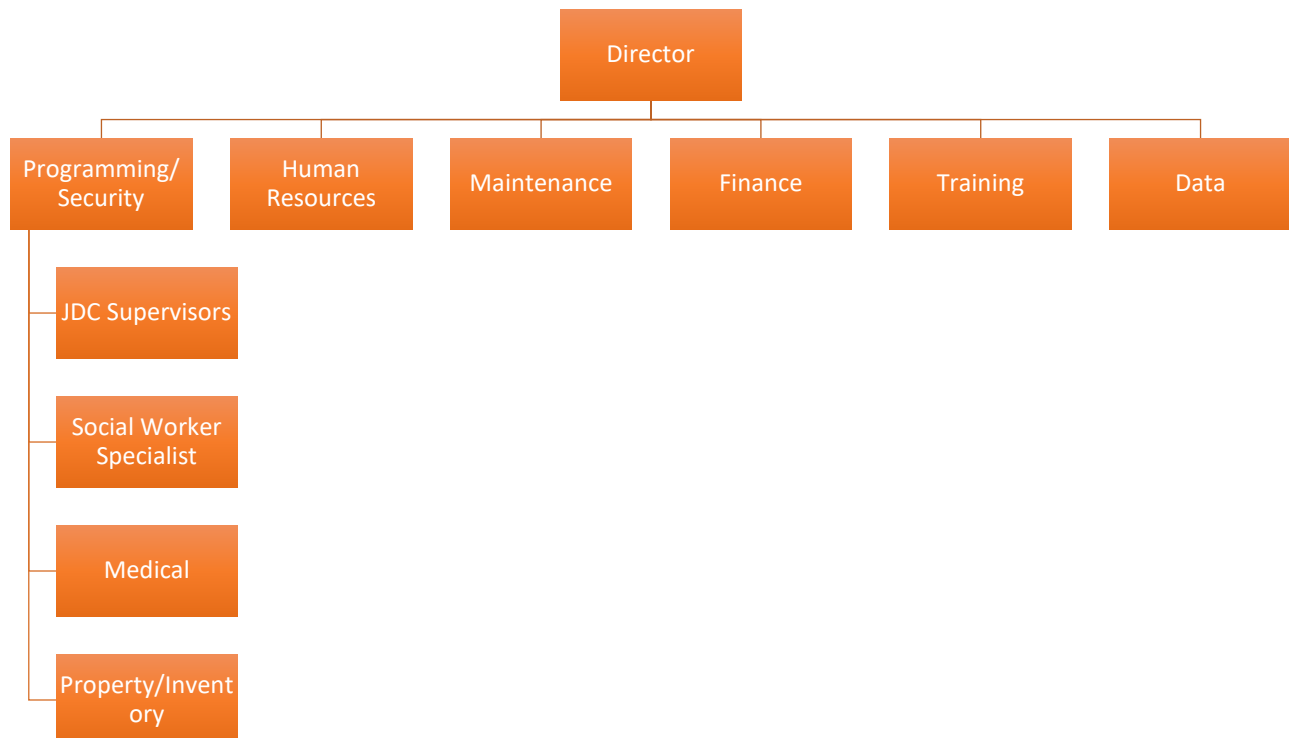 Director
Programming/
Security
Human
Resources
Maintenance
Finance
Training
Data
JDC Supervisors
Social Worker
Specialist
Medical
Property/Invent
ory